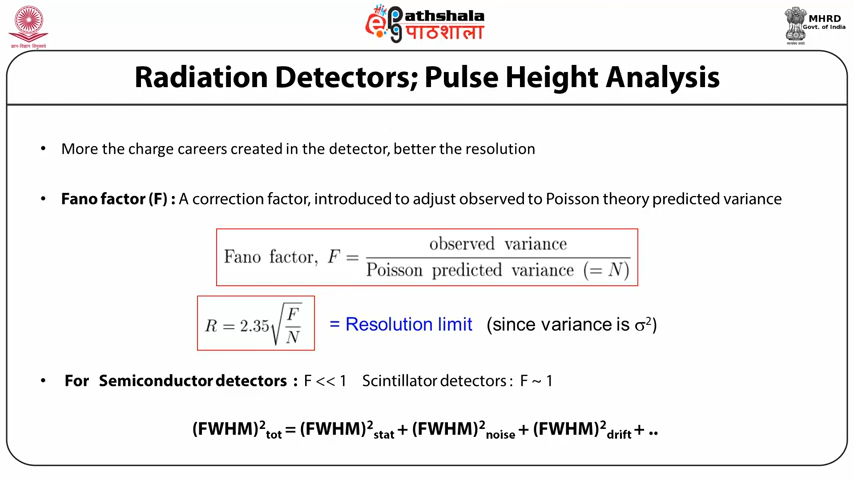 ePathshala
पाठशाला
MHRD
Govt. of India
Radiation Detectors; Pulse Height Analysis
• More the charge careers created in the detector, better the resolution
• Fano factor (F) : A correction factor, introduced to adjust observed to Poisson theory predicted variance
Fano factor, F = observed variance / Poisson predicted variance (= N)
R = 2.35√(F/N) = Resolution limit (since variance is σ²)
• For Semiconductor detectors : F << 1 Scintillator detectors : F ~ 1
(FWHM)²tot = (FWHM)²stat + (FWHM)²noise + (FWHM)²drift + ..